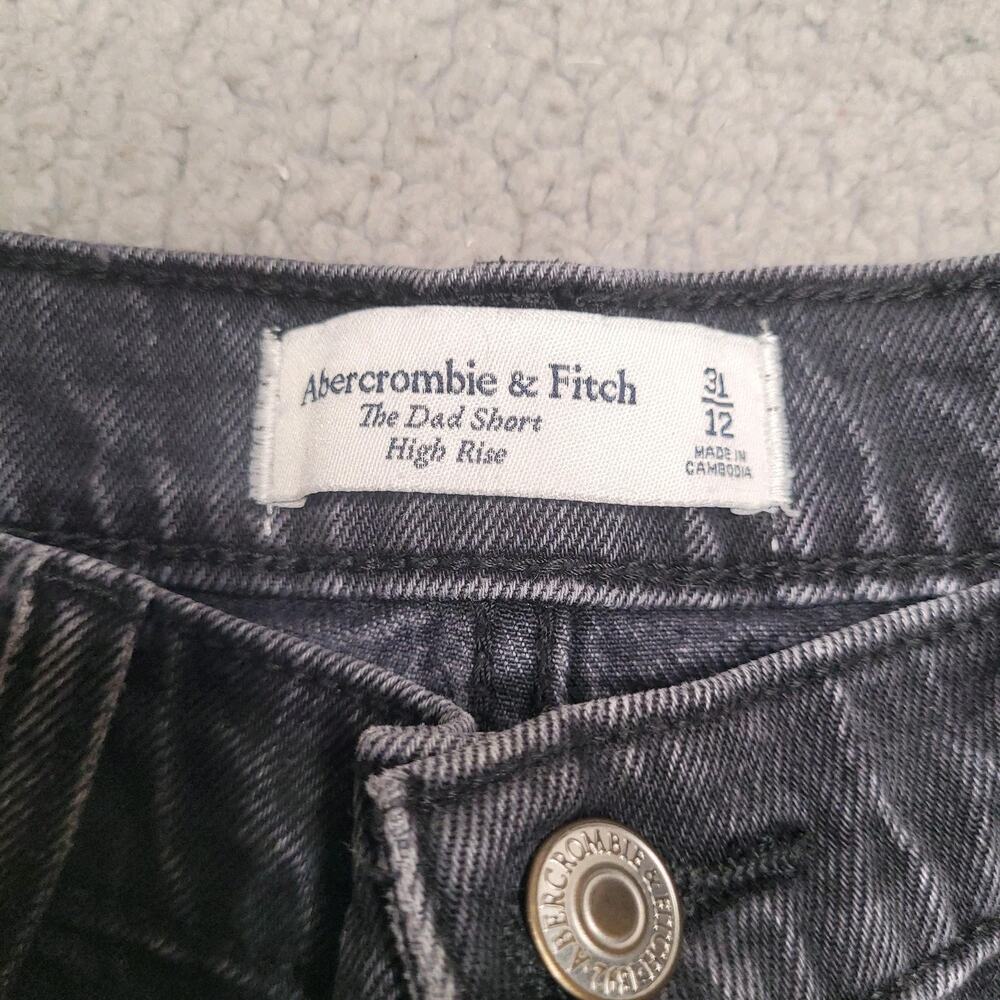 Abercrombie & Fitch
The Dad Short
High Rise
31
12
MADE IN
CAMBODIA
ABERCROMBIE & FITCH